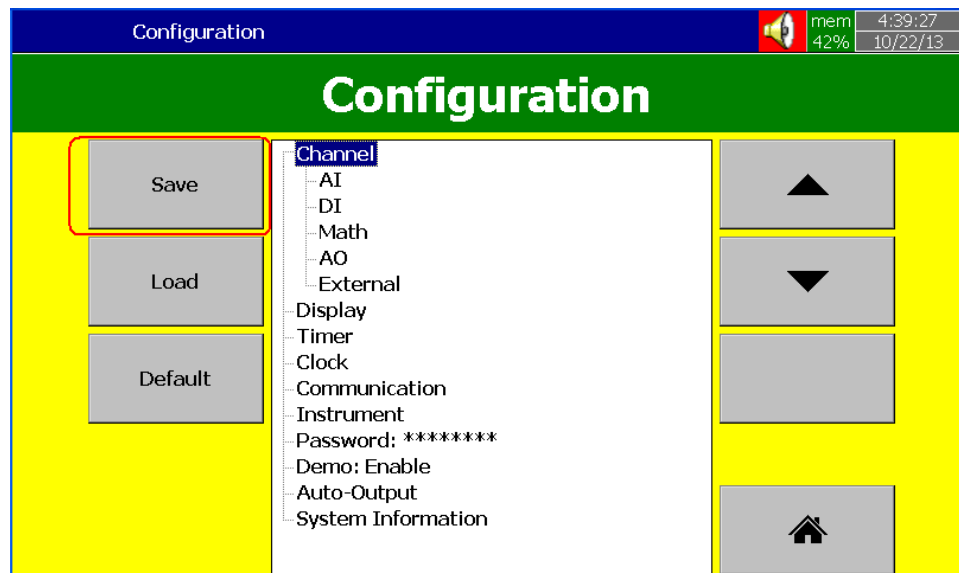 Configuration
mem 4:39:27
42% 10/22/13
Configuration
Save
Load
Default
Channel
AI
DI
Math
AO
External
Display
Timer
Clock
Communication
Instrument
Password: ********
Demo: Enable
Auto-Output
System Information